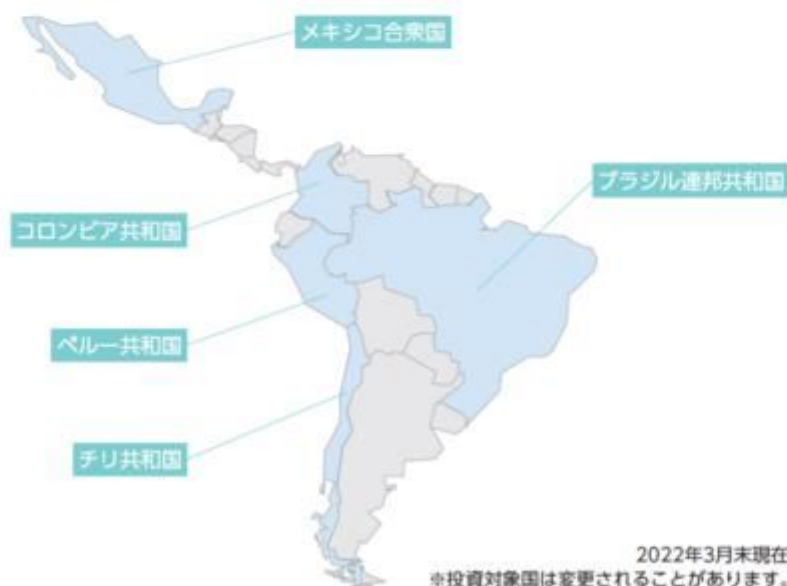 メキシコ合衆国
ブラジル連邦共和国
コロンビア共和国
ペルー共和国
チリ共和国
2022年3月末現在
※投資対象国は変更されることがあります。